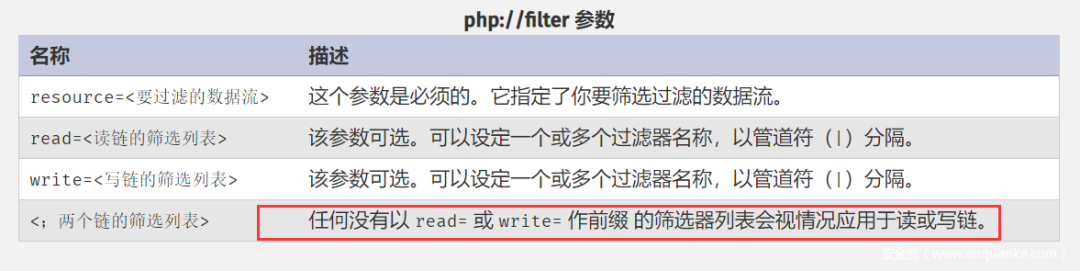 php://filter 参数
名称 描述
resource=<要过滤的数据流> 这个参数是必须的。它指定了你要筛选过滤的数据流。
read=<读链的筛选列表> 该参数可选。可以设定一个或多个过滤器名称，以管道符（|）分隔。
write=<写链的筛选列表> 该参数可选。可以设定一个或多个过滤器名称，以管道符（|）分隔。
<；两个链的筛选列表> 任何没有以 read= 或 write= 作前缀 的筛选器列表会视情况应用于读或写链。
安全客（www.anquanke.com）